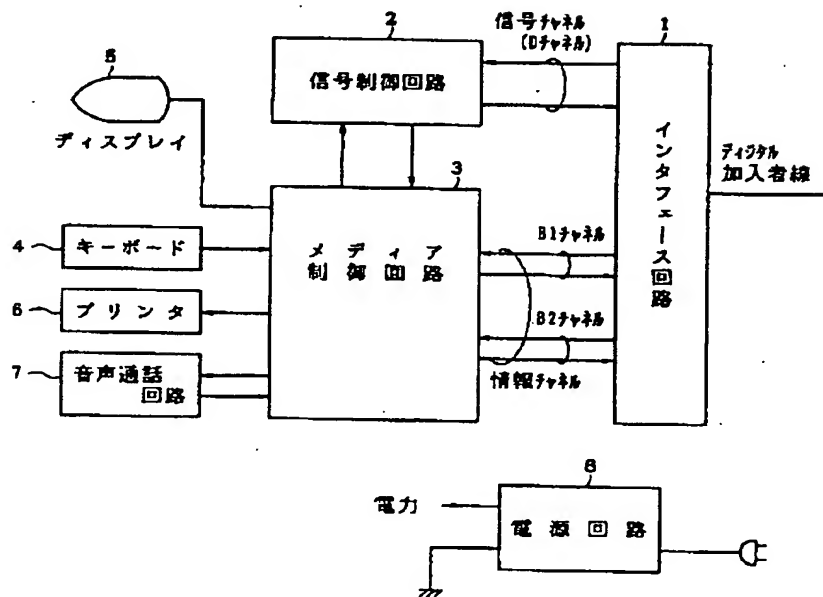 2
信号チャネル
(Dチャネル)
1
5
信号制御回路
ディスプレイ
3
インタフェース回路
ディジタル
加入者線
4
キーボード
メディア
制御回路
B1チャネル
6
プリンタ
B2チャネル
7
音声通話
回路
情報チャネル
8
電力
電源回路